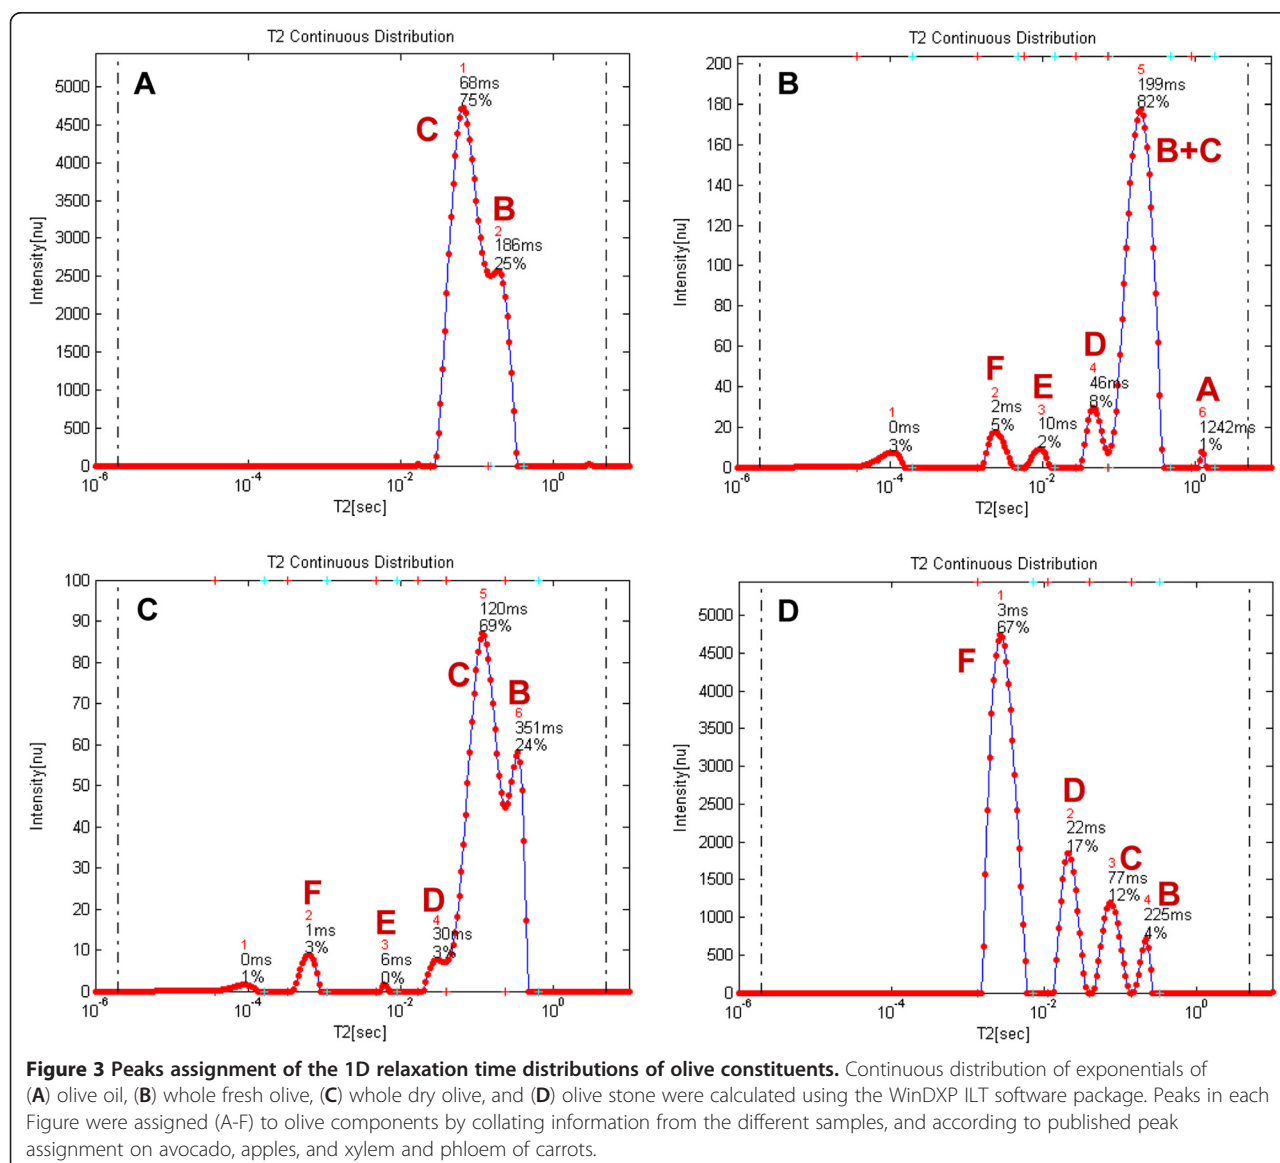 T2 Continuous Distribution
A
1
68ms
75%
C
B
2
186ms
25%
5000
4500
4000
3500
3000
2500
2000
1500
1000
500
0
Intensity[nu]
10^-6
10^-4
10^-2
10^0
T2[sec]
T2 Continuous Distribution
B
5
199ms
82%
B+C
D
4
46ms
8%
F
2
2ms
5%
E
3
10ms
2%
A
6
1242ms
1%
1
0ms
3%
200
180
160
140
120
100
80
60
40
20
0
Intensity[nu]
10^-6
10^-4
10^-2
10^0
T2[sec]
T2 Continuous Distribution
C
5
120ms
69%
C
B
6
351ms
24%
F
2
1ms
3%
E
3
6ms
0%
D
4
30ms
3%
1
0ms
1%
100
90
80
70
60
50
40
30
20
10
0
Intensity[nu]
10^-6
10^-4
10^-2
10^0
T2[sec]
T2 Continuous Distribution
D
1
3ms
67%
F
D
2
22ms
17%
3 C
77ms
12%
B
4
225ms
4%
5000
4500
4000
3500
3000
2500
2000
1500
1000
500
0
Intensity[nu]
10^-6
10^-4
10^-2
10^0
T2[sec]
Figure 3 Peaks assignment of the 1D relaxation time distributions of olive constituents. Continuous distribution of exponentials of
(A) olive oil, (B) whole fresh olive, (C) whole dry olive, and (D) olive stone were calculated using the WinDXP ILT software package. Peaks in each
Figure were assigned (A-F) to olive components by collating information from the different samples, and according to published peak
assignment on avocado, apples, and xylem and phloem of carrots.